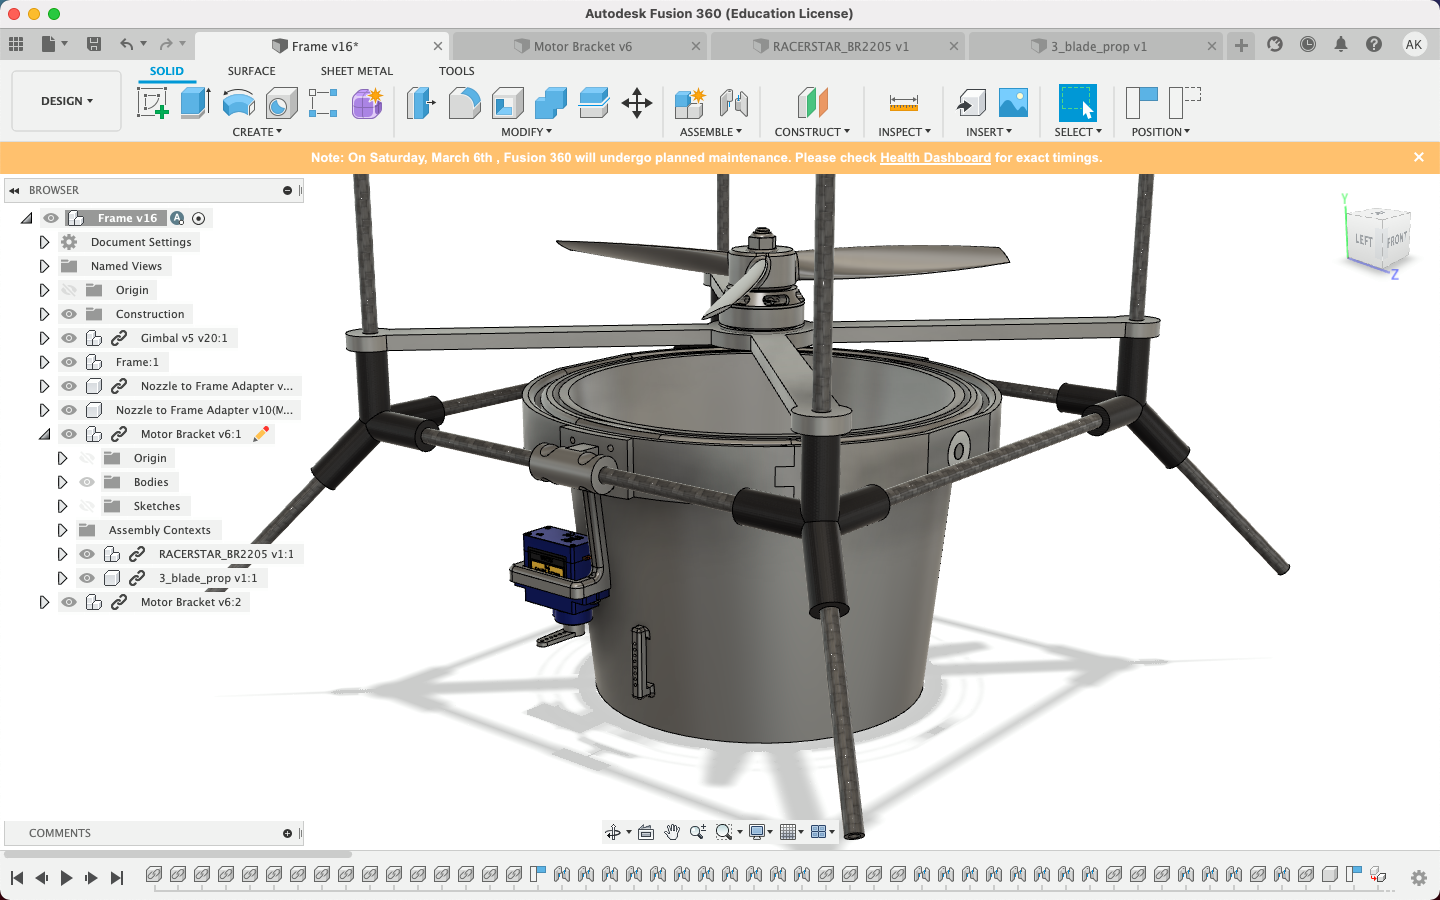 Autodesk Fusion 360 (Education License)
Frame v16*
Motor Bracket v6
RACERSTAR_BR2205 v1
3_blade_prop v1
AK
DESIGN
SOLID
SURFACE
SHEET METAL
TOOLS
CREATE
MODIFY
ASSEMBLE
CONSTRUCT
INSPECT
INSERT
SELECT
POSITION
Note: On Saturday, March 6th , Fusion 360 will undergo planned maintenance. Please check Health Dashboard for exact timings.
BROWSER
Frame v16
Document Settings
Named Views
Origin
Construction
Gimbal v5 v20:1
Frame:1
Nozzle to Frame Adapter v...
Nozzle to Frame Adapter v10(M...
Motor Bracket v6:1
Origin
Bodies
Sketches
Assembly Contexts
RACERSTAR_BR2205 v1:1
3_blade_prop v1:1
Motor Bracket v6:2
Y
LEFT
FRONT
Z
COMMENTS